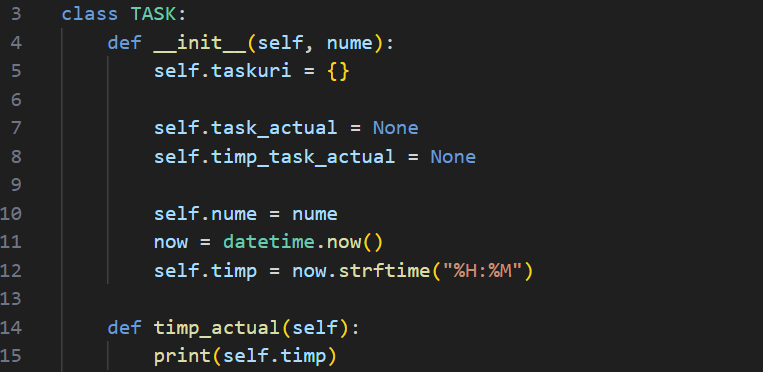 3 class TASK:
4     def __init__(self, nume):
5         self.taskuri = {}
6
7         self.task_actual = None
8         self.timp_task_actual = None
9
10         self.nume = nume
11         now = datetime.now()
12         self.timp = now.strftime("%H:%M")
13
14     def timp_actual(self):
15         print(self.timp)